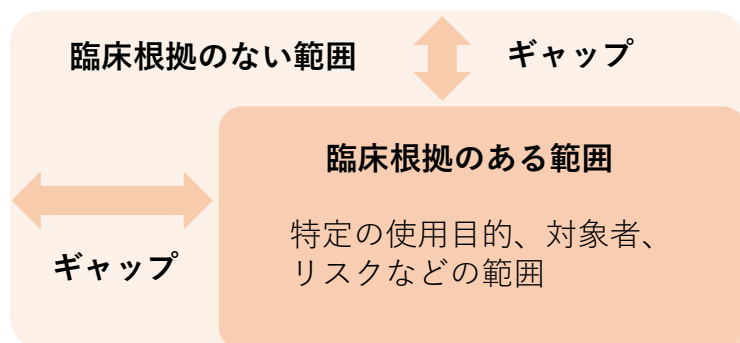 臨床根拠のない範囲
ギャップ
臨床根拠のある範囲
特定の使用目的、対象者、
リスクなどの範囲
ギャップ